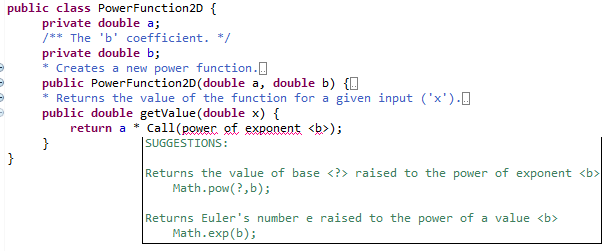 public class PowerFunction2D {
private double a;
/** The 'b' coefficient. */
private double b;
* Creates a new power function.
public PowerFunction2D(double a, double b) {
* Returns the value of the function for a given input ('x').
public double getValue(double x) {
return a * Call(power of exponent <b>);
}
}
SUGGESTIONS:
Returns the value of base <?> raised to the power of exponent <b>
Math.pow(?,b);
Returns Euler's number e raised to the power of a value <b>
Math.exp(b);